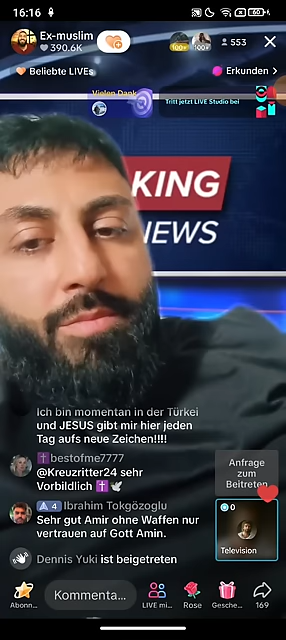 16:16
60
Ex-muslim
390.6K
100+
100+
553
Beliebte LIVEs
Erkunden >
Vielen Dank
Tritt jetzt LIVE Studio bei
KING
NEWS
Ich bin momentan in der Türkei
und JESUS gibt mir hier jeden
Tag aufs neue Zeichen!!!!
bestofme7777
@Kreuzritter24 sehr
Vorbildlich
4 Ibrahim Tokgözoglu
Sehr gut Amir ohne Waffen nur
vertrauen auf Gott Amin.
Dennis Yuki ist beigetreten
Anfrage
zum
Beitreten
0
Television
Abonn...
Kommenta...
LIVE mi...
Rose
Gesche...
169